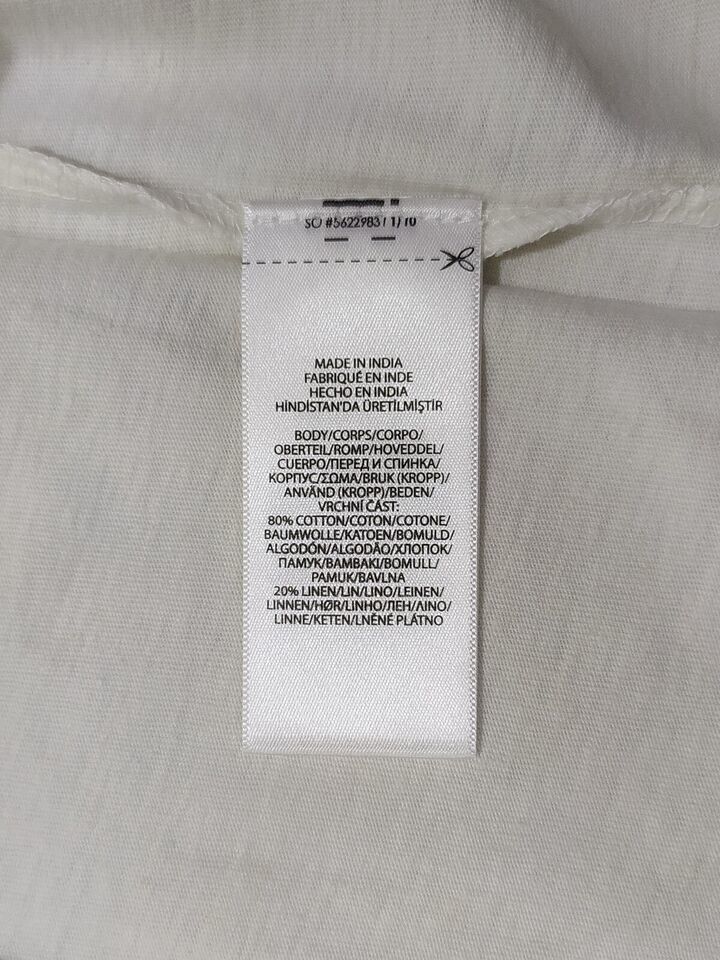 SO #5622983 / 1) 10
MADE IN INDIA
FABRIQUÉ EN INDE
HECHO EN INDIA
HİNDİSTAN'DA ÜRETİLMİŞTİR
BODY/CORPS/CORPO/
OBERTEIL/ROMP/HOVEDDEL/
CUERPO/ПЕРЕД И СПИНКА/
КОРПУС/ΣΩΜΑ/BRUK (KROPP)/
ANVÄND (KROPP)/BEDEN/
VRCHNÍ ČÁST:
80% COTTON/COTON/COTONE/
BAUMWOLLE/KATOEN/BOMULD/
ALGODÓN/ALGODÃO/ХЛОПОК/
ПАМУК/ΒΑΜΒΑΚΙ/BOMULL/
PAMUK/BAVLNA
20% LINEN/LIN/LINO/LEINEN/
LINNEN/HØR/LINHO/ЛЕН/ΛΙΝΟ/
LINNE/KETEN/LNĚNÉ PLÁTNO